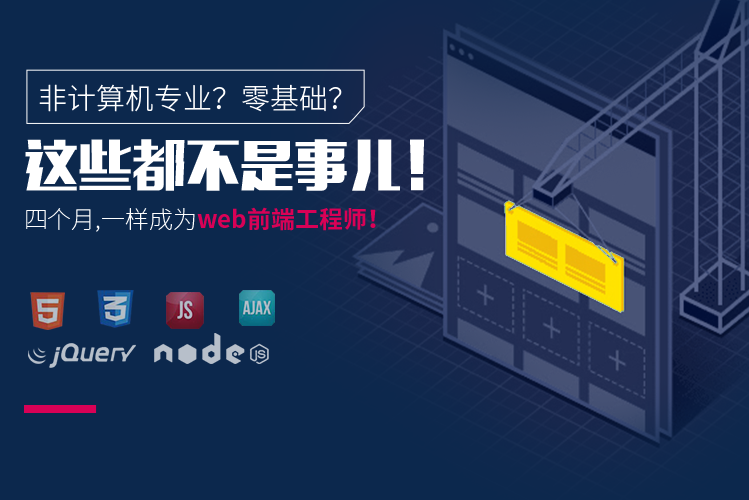 非计算机专业？零基础？
这些都不是事儿！
四个月,一样成为web前端工程师！
5 3 JS AJAX
jQuery node JS